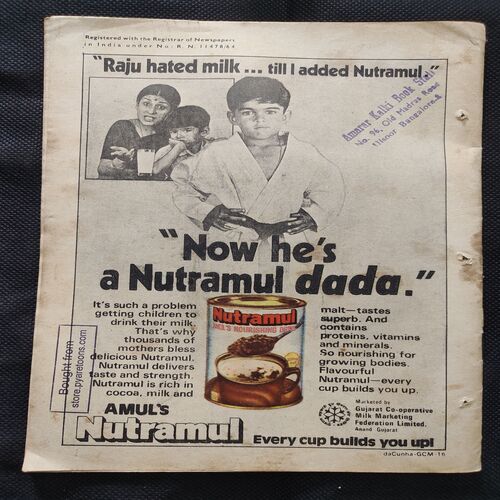 Registered with the Registrar of Newspapers
in India under No: R. N. 11478/64
"Raju hated milk ... till I added Nutramul."
Amarar Kalki Book Stall
No. 96, Old Madras Road
Ulsoor Bangalore-8
"Now he's
a Nutramul dada."
It's such a problem
getting children to
drink their milk.
That's why
thousands of
mothers bless
delicious Nutramul.
Nutramul delivers
taste and strength.
Nutramul is rich in
cocoa, milk and
Nutramul
AMUL'S NOURISHING DRINK
malt—tastes
superb. And
contains
proteins, vitamins
and minerals.
So nourishing for
growing bodies.
Flavourful
Nutramul—every
cup builds you up.
Bought from
store.pyaretoons.com
AMUL'S
Nutramul
Marketed by
Gujarat Co-operative
Milk Marketing
Federation Limited.
Anand Gujarat
Every cup builds you up!
daCunha-GCM-16